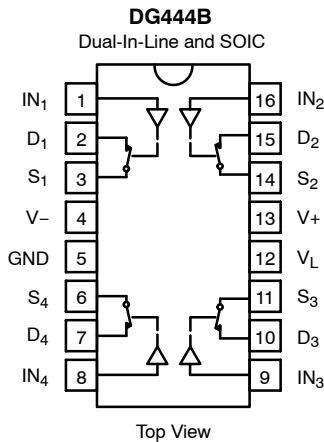 DG444B
Dual-In-Line and SOIC
IN1 1 16 IN2
D1 2 15 D2
S1 3 14 S2
V− 4 13 V+
GND 5 12 VL
S4 6 11 S3
D4 7 10 D3
IN4 8 9 IN3
Top View